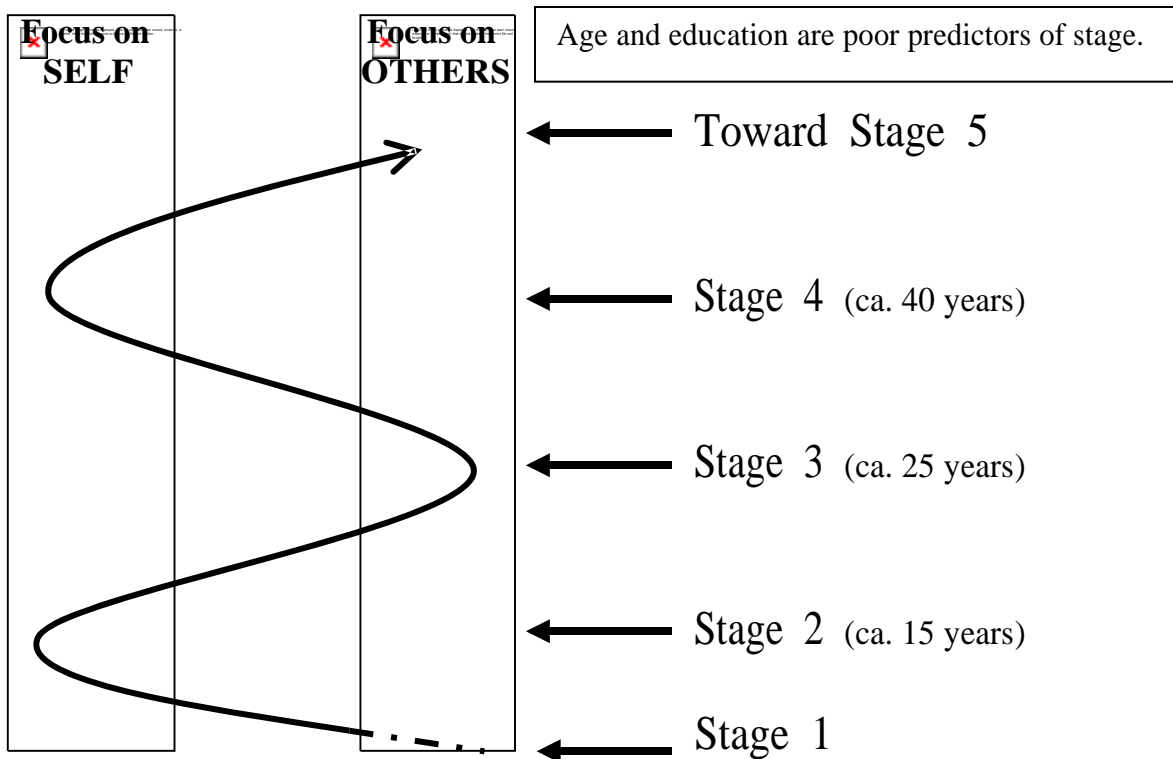 Focus on
SELF
Focus on
OTHERS
Age and education are poor predictors of stage.
Toward Stage 5
Stage 4 (ca. 40 years)
Stage 3 (ca. 25 years)
Stage 2 (ca. 15 years)
Stage 1